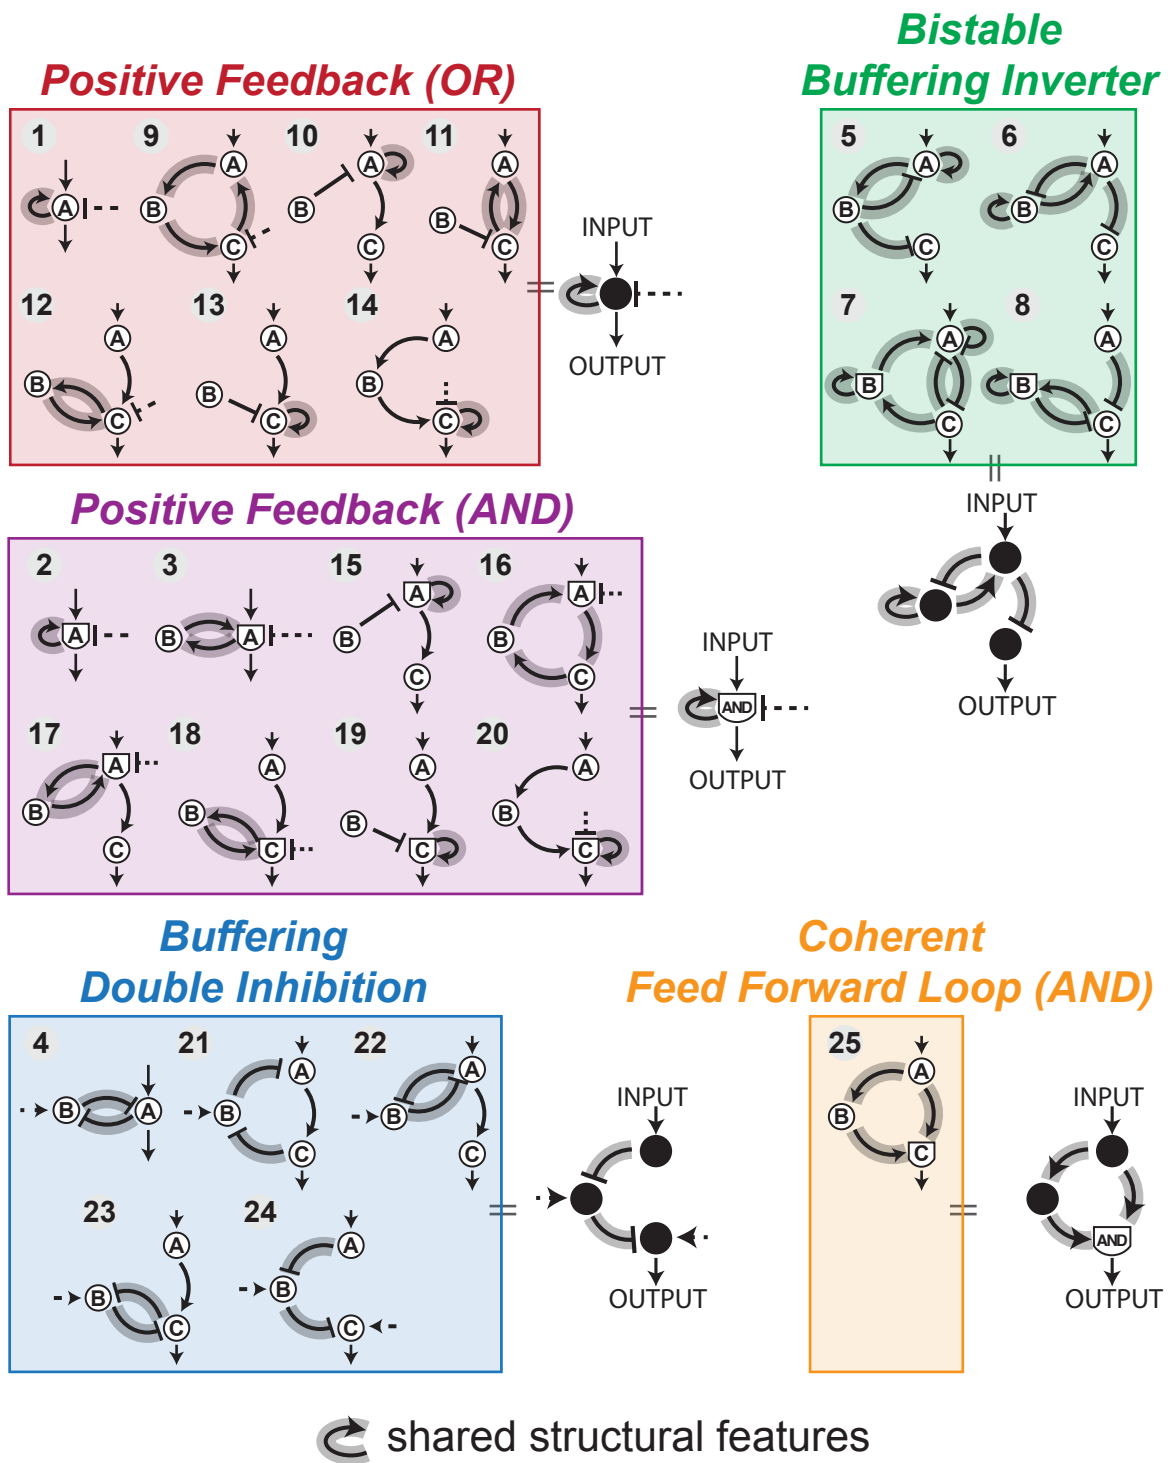 Bistable
Buffering Inverter
Positive Feedback (OR)
1 9 10 11
A
A
B
C
A
B
C
A
B
C
12 13 14
A
B
C
A
B
C
A
B
C
INPUT
OUTPUT
5 6
A
B
C
A
B
C
7 8
A
B
C
A
B
C
INPUT
OUTPUT
Positive Feedback (AND)
2 3 15 16
A
B A
A
B
C
A
B
C
17 18 19 20
A
B
C
A
B
C
A
B
C
A
B
C
INPUT
AND
OUTPUT
Buffering
Double Inhibition
4 21 22
B A
A
B
C
A
B
C
23 24
A
B
C
A
B
C
INPUT
OUTPUT
Coherent
Feed Forward Loop (AND)
25
A
B
C
INPUT
AND
OUTPUT
shared structural features